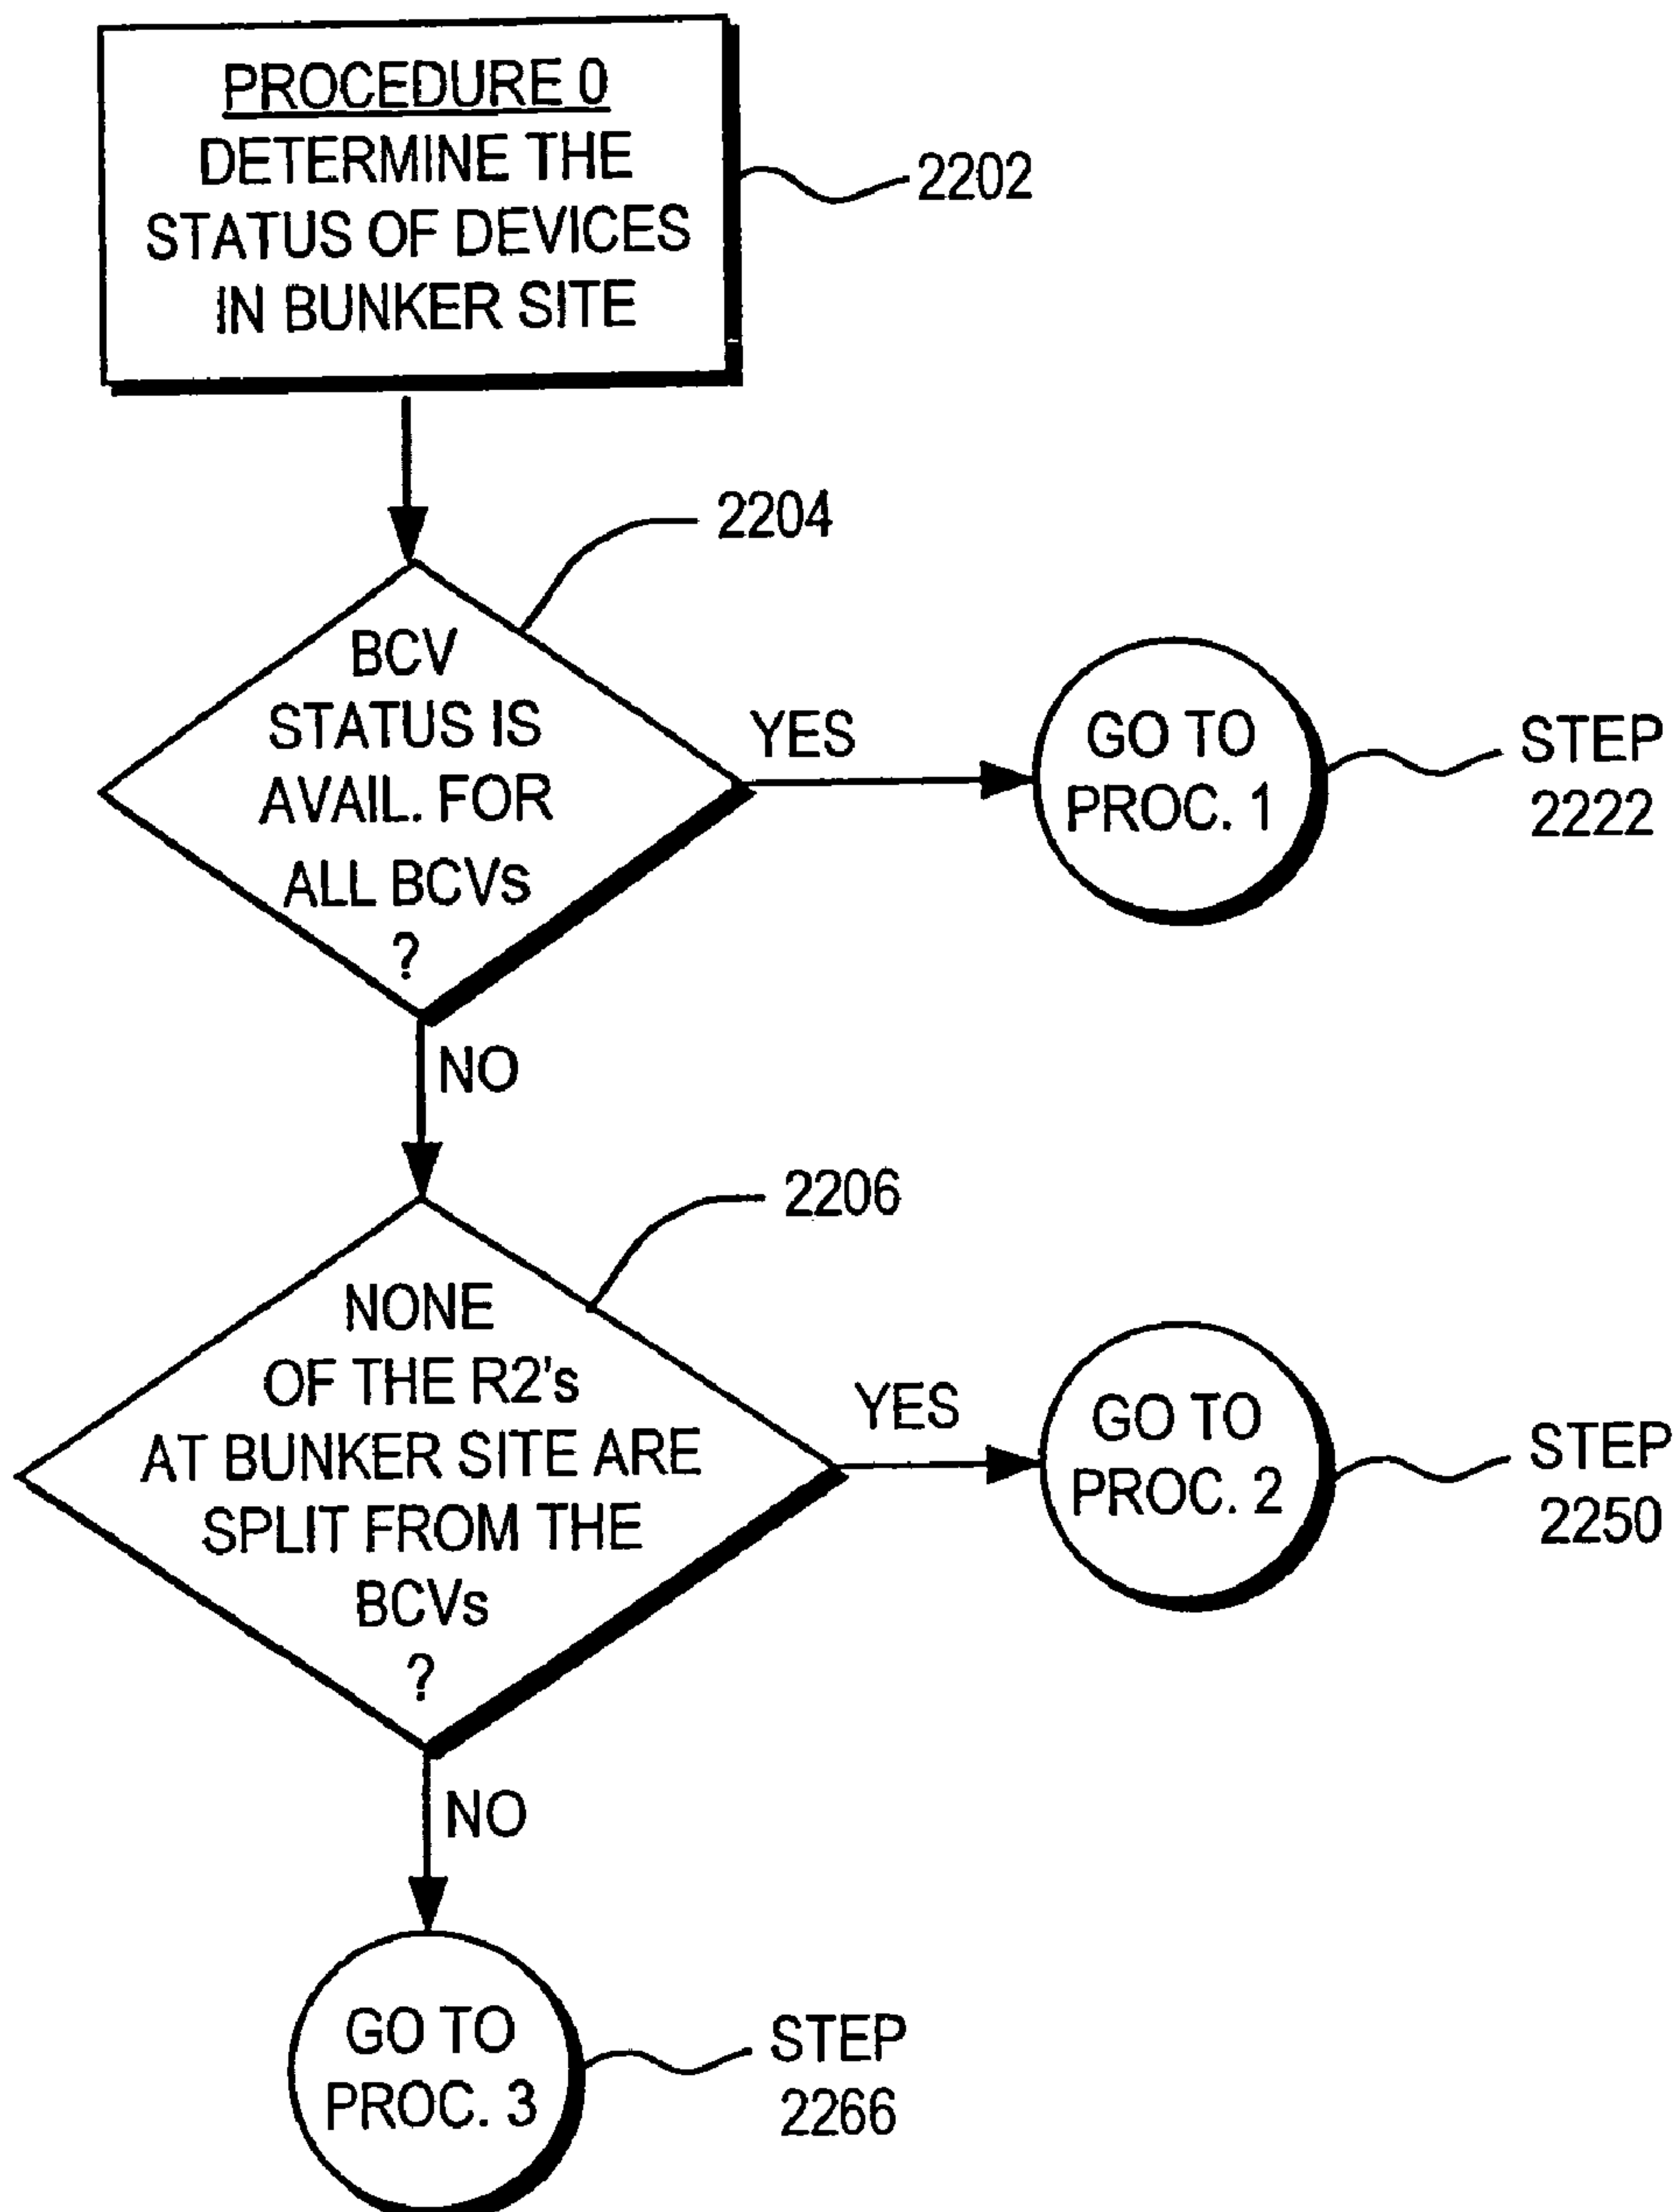 PROCEDURE 0
DETERMINE THE
STATUS OF DEVICES
IN BUNKER SITE
2202
2204
BCV
STATUS IS
AVAIL. FOR
ALL BCVs
?
YES
GO TO
PROC. 1
STEP
2222
NO
2206
NONE
OF THE R2's
AT BUNKER SITE ARE
SPLIT FROM THE
BCVs
?
YES
GO TO
PROC. 2
STEP
2250
NO
GO TO
PROC. 3
STEP
2266